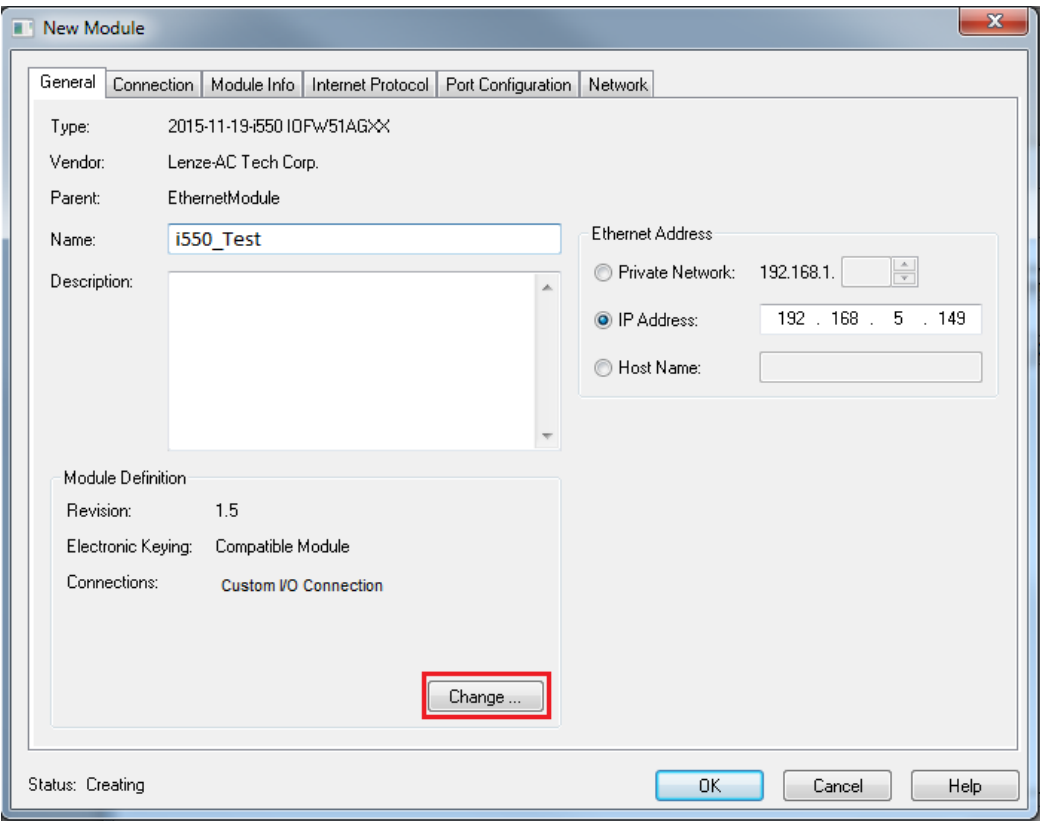 New Module
General Connection Module Info Internet Protocol Port Configuration Network
Type: 2015-11-19-i550 IOFW51AGXX
Vendor: Lenze-AC Tech Corp.
Parent: EthernetModule
Name: i550_Test
Description:
Ethernet Address
Private Network: 192.168.1.
IP Address: 192 . 168 . 5 . 149
Host Name:
Module Definition
Revision: 1.5
Electronic Keying: Compatible Module
Connections: Custom I/O Connection
Change ...
Status: Creating
OK Cancel Help